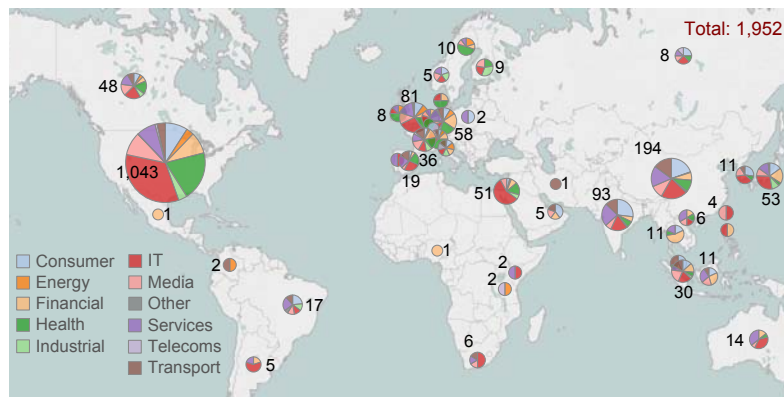 Total: 1,952
10
8
5
9
48
81
8
2
58
194
36
19
11
1,043
51
1
53
93
1
5
4
6
11
1
2
2
11
2
30
17
14
6
5
Consumer
Energy
Financial
Health
Industrial
IT
Media
Other
Services
Telecoms
Transport